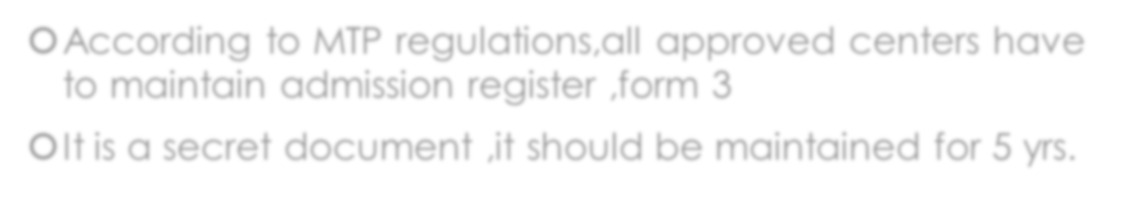 According to MTP regulations,all approved centers have
to maintain admission register ,form 3
It is a secret document ,it should be maintained for 5 yrs.